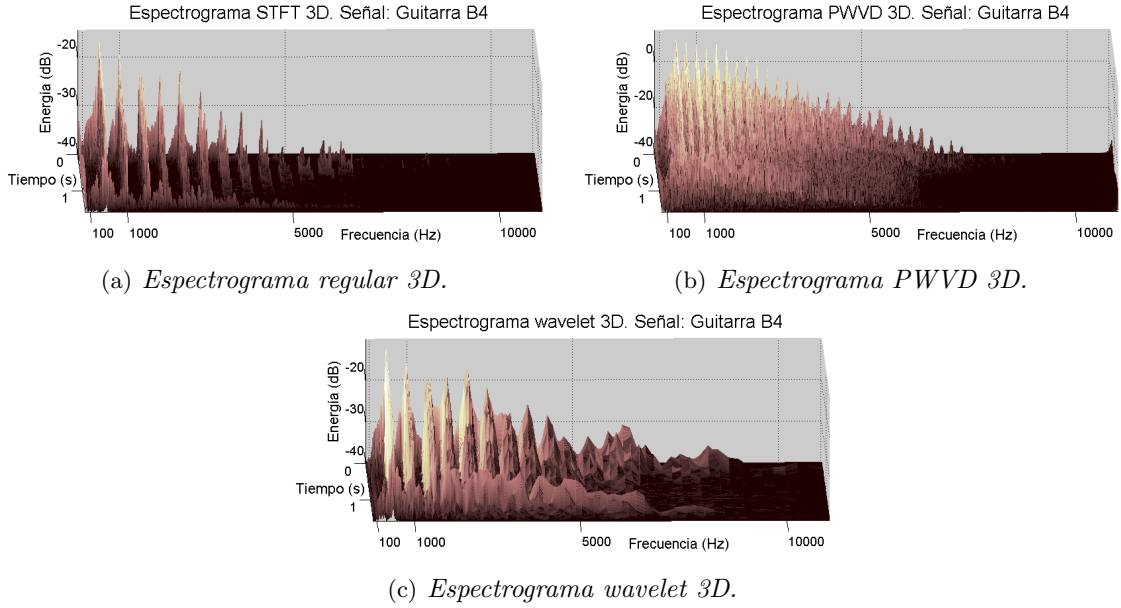 Espectrograma STFT 3D. Señal: Guitarra B4
Energía (dB)
-20
-30
-40
0
Tiempo (s)
1
100
1000
5000
Frecuencia (Hz)
10000
(a) Espectrograma regular 3D.
Espectrograma PWVD 3D. Señal: Guitarra B4
Energía (dB)
0
-20
-40
0
Tiempo (s)
1
100
1000
5000
Frecuencia (Hz)
10000
(b) Espectrograma PWVD 3D.
Espectrograma wavelet 3D. Señal: Guitarra B4
Energía (dB)
-20
-30
-40
0
Tiempo (s)
1
100
1000
5000
Frecuencia (Hz)
10000
(c) Espectrograma wavelet 3D.